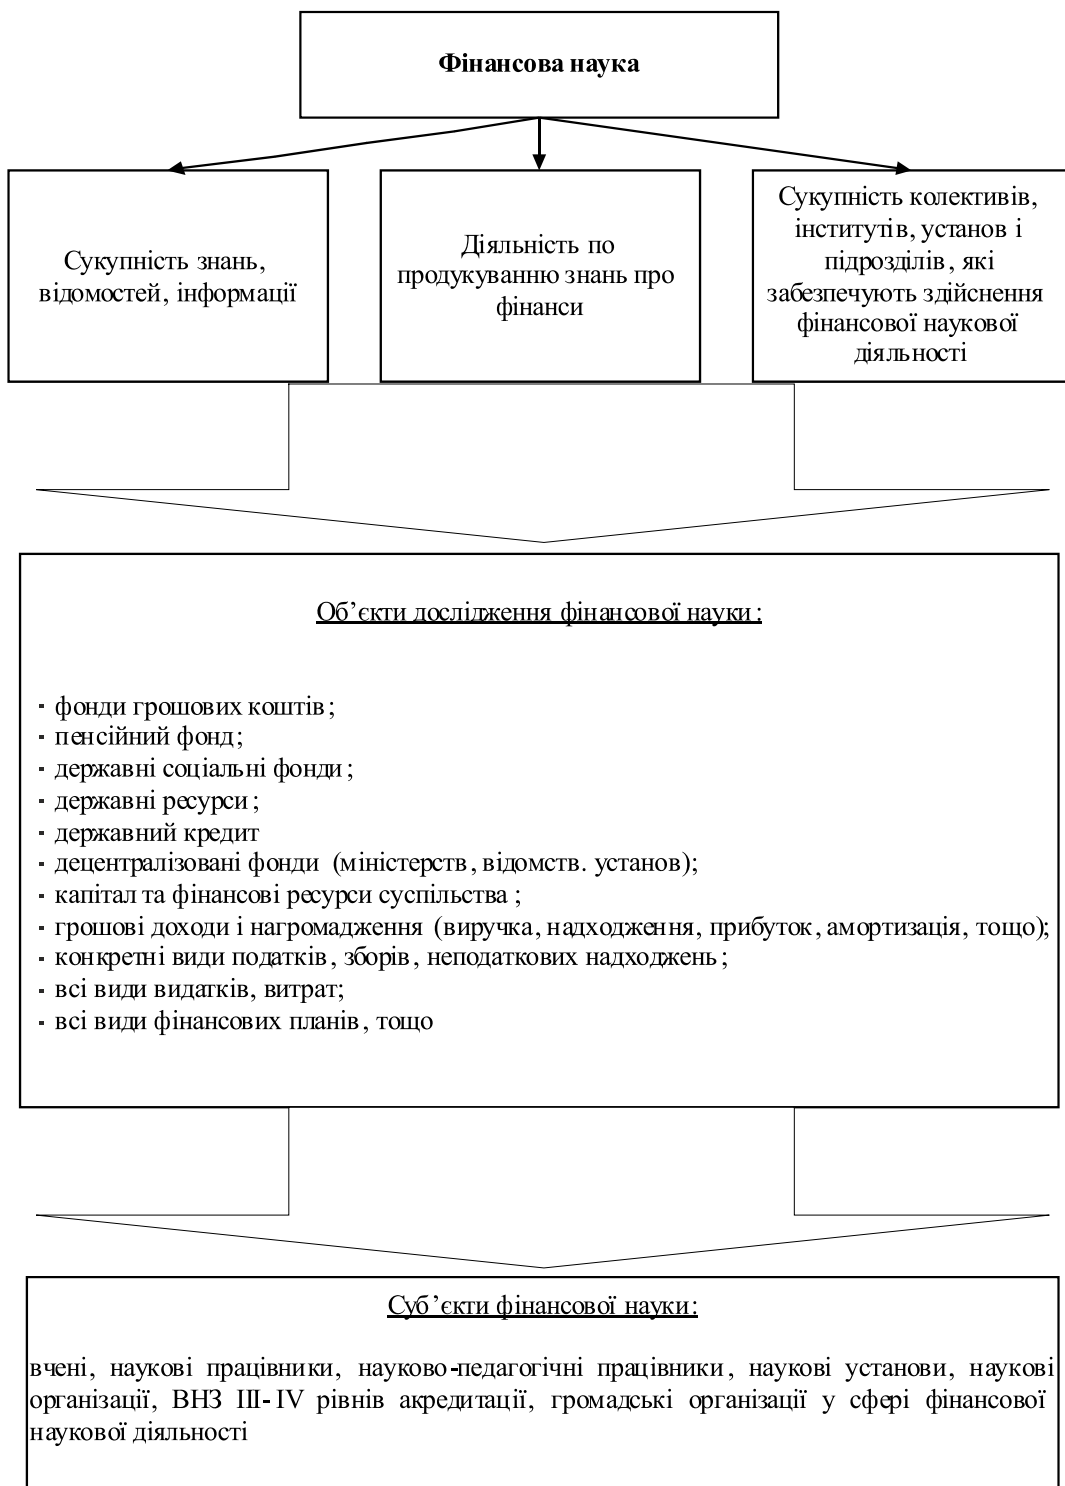 Фінансова наука
Сукупність знань,
відомостей, інформації
Діяльність по
продукуванню знань про
фінанси
Сукупність колективів,
інститутів, установ і
підрозділів, які
забезпечують здійснення
фінансової наукової
діяльності
Об’єкти дослідження фінансової науки:
- фонди грошових коштів;
- пенсійний фонд;
- державні соціальні фонди;
- державні ресурси;
- державний кредит
- децентралізовані фонди (міністерств, відомств. установ);
- капітал та фінансові ресурси суспільства;
- грошові доходи і нагромадження (виручка, надходження, прибуток, амортизація, тощо);
- конкретні види податків, зборів, неподаткових надходжень;
- всі види видатків, витрат;
- всі види фінансових планів, тощо
Суб’єкти фінансової науки:
вчені, наукові працівники, науково-педагогічні працівники, наукові установи, наукові
організації, ВНЗ III-IV рівнів акредитації, громадські організації у сфері фінансової
наукової діяльності